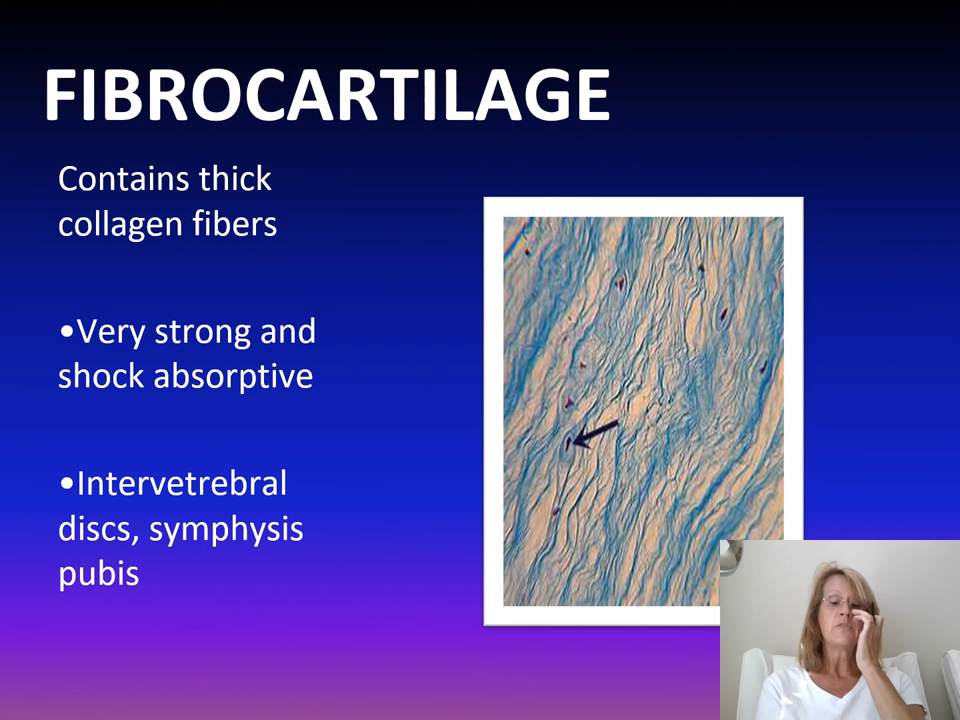 FIBROCARTILAGE
Contains thick
collagen fibers
•Very strong and
shock absorptive
•Intervetrebral
discs, symphysis
pubis